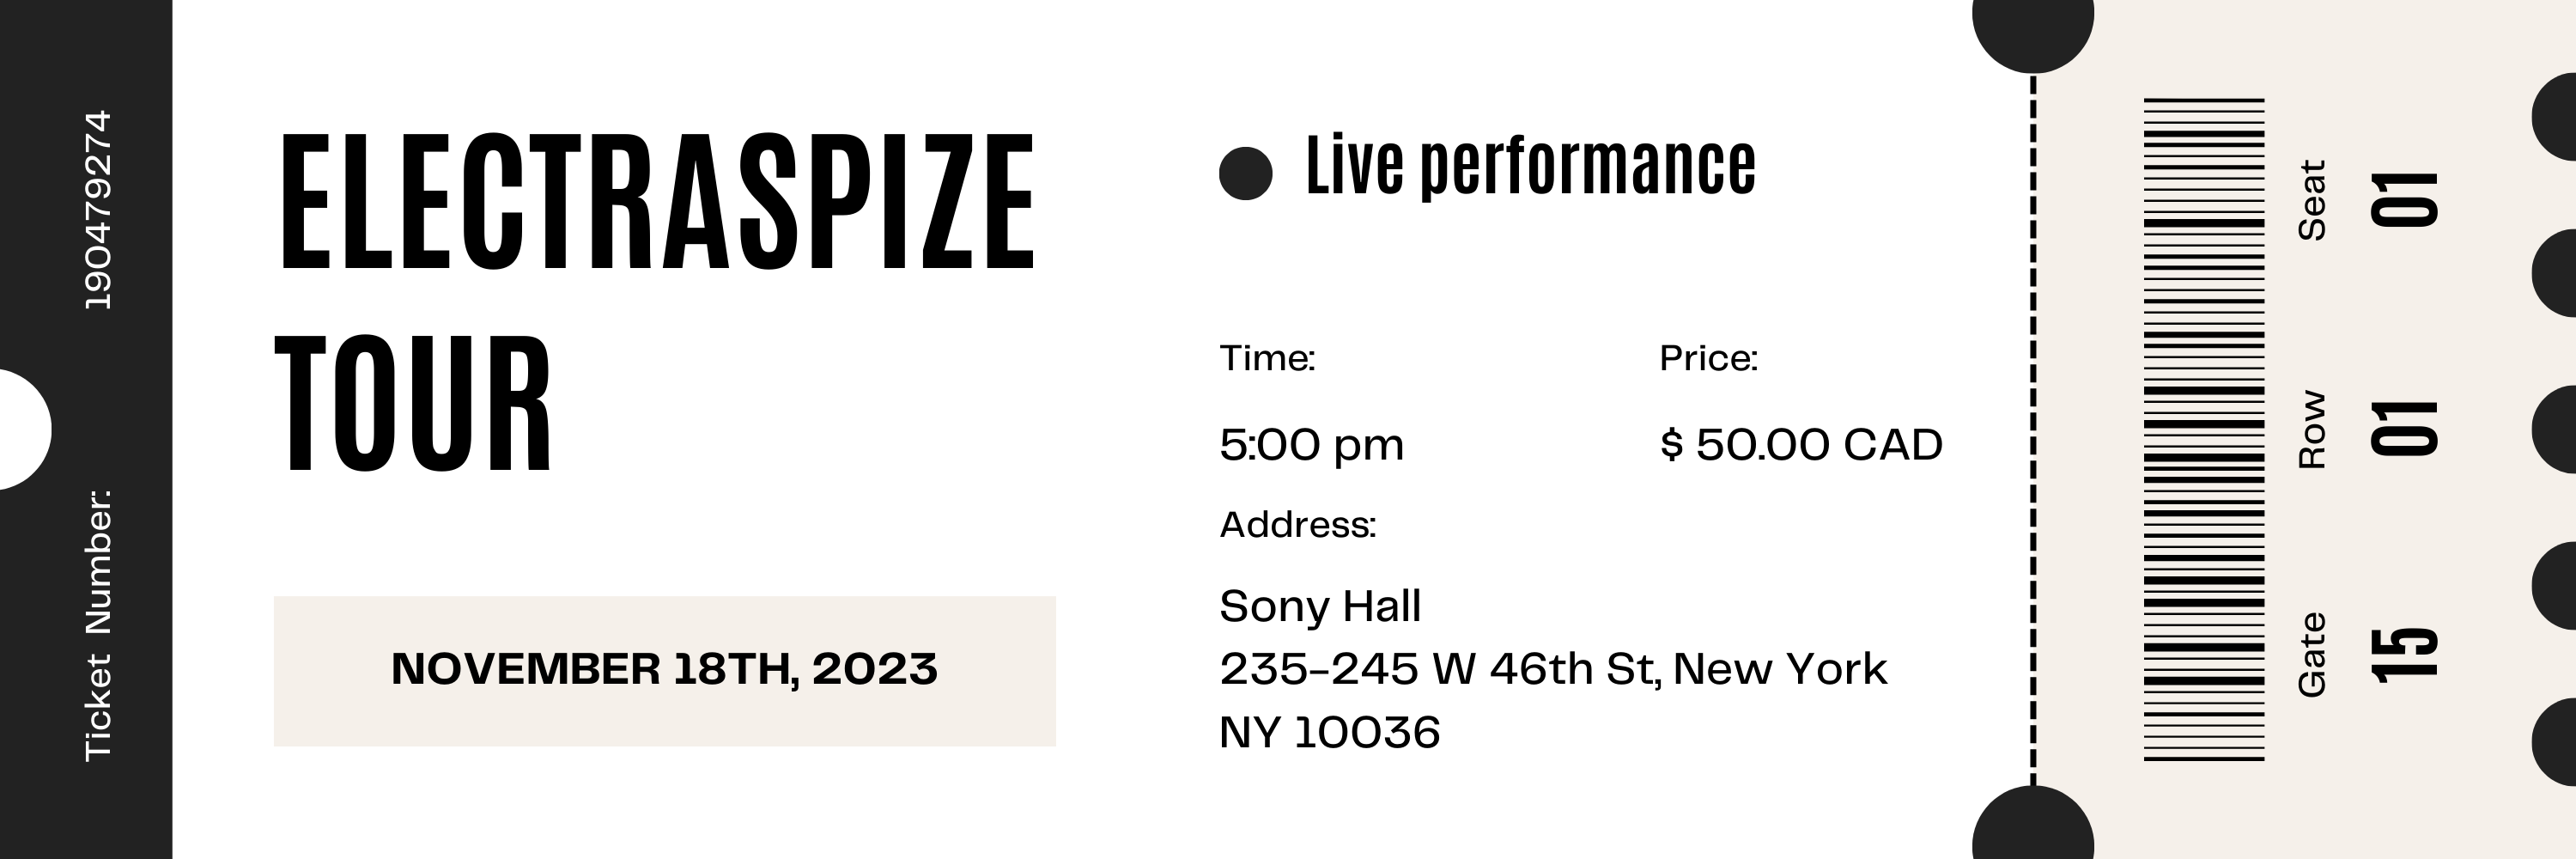 Ticket Number: 190479274
ELECTRASPIZE
TOUR
NOVEMBER 18TH, 2023
Live performance
Time:
5:00 pm
Price:
$ 50.00 CAD
Address:
Sony Hall
235-245 W 46th St, New York
NY 10036
Gate 15
Row 01
Seat 01